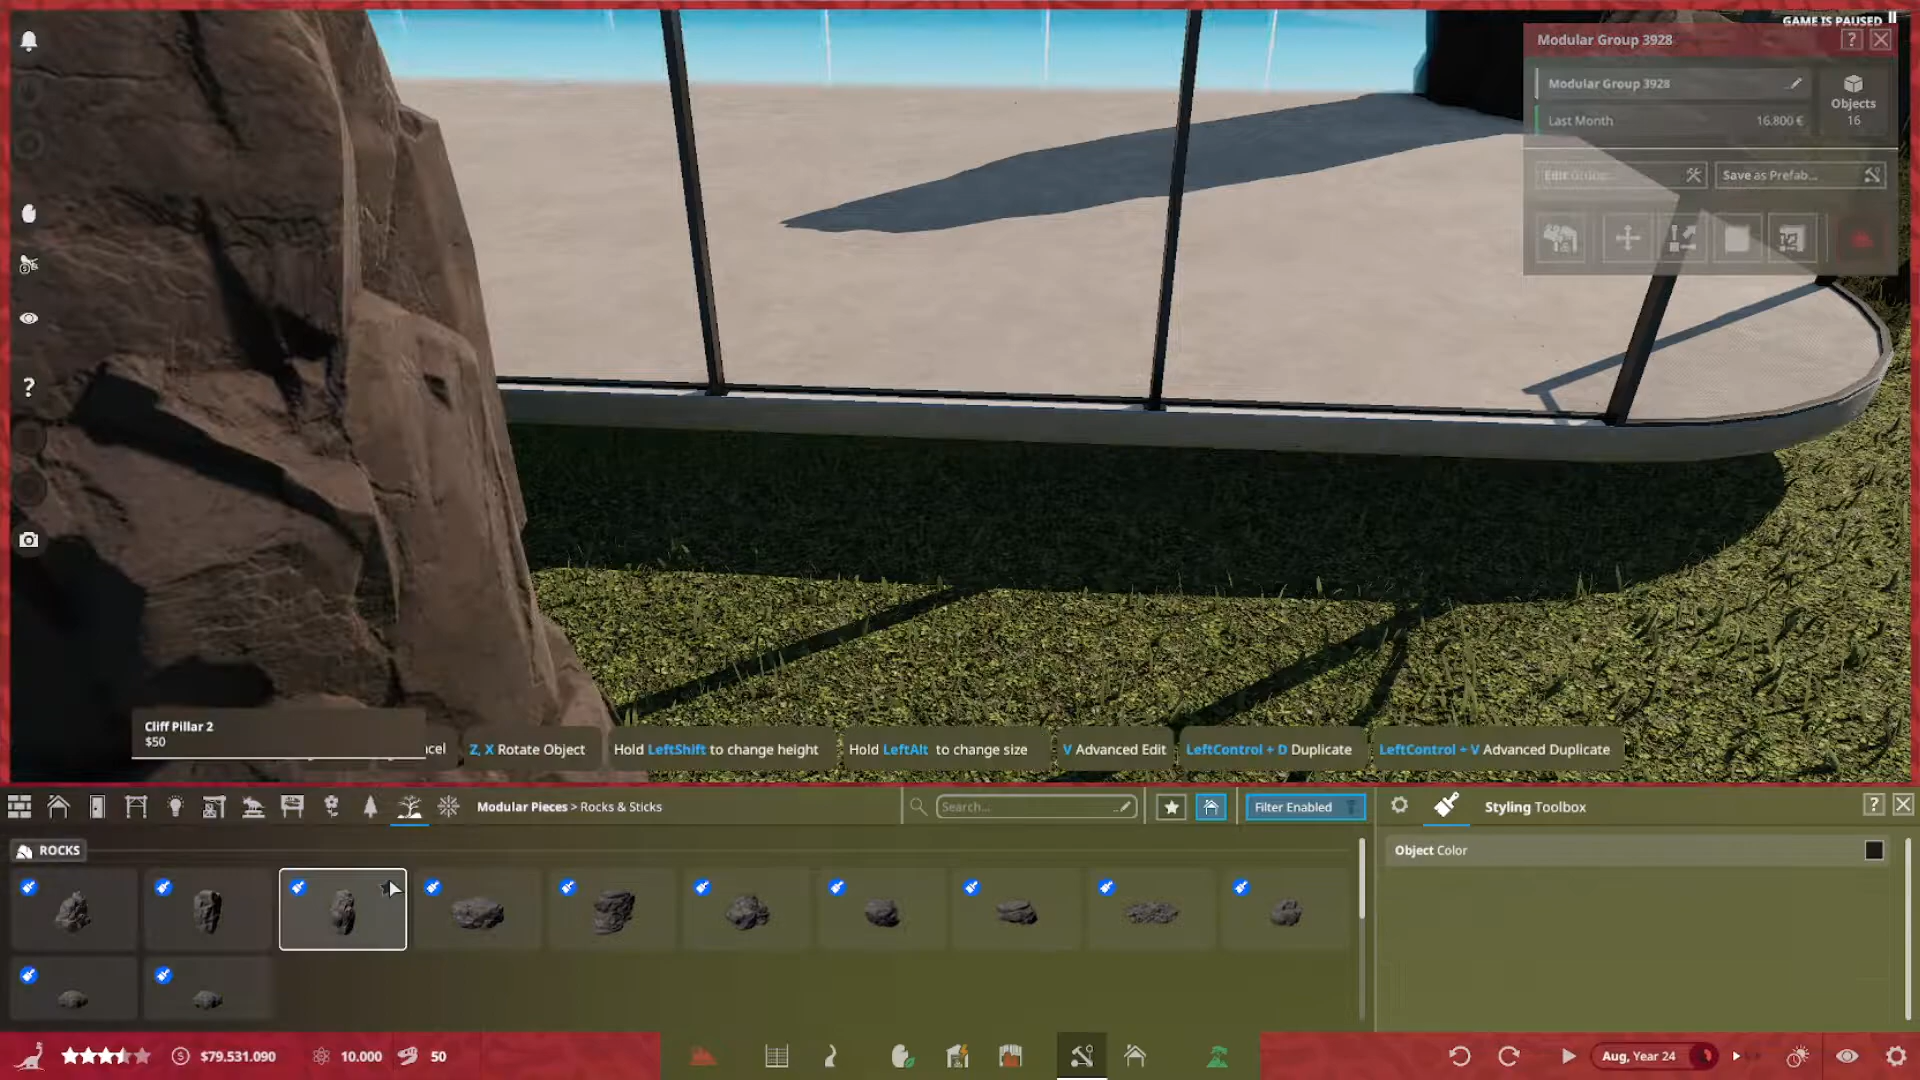 GAME IS PAUSED
Modular Group 3928
?
Modular Group 3928
Objects
16
Last Month 16.800 €
Edit Group...
Save as Prefab...
?
Cliff Pillar 2
$50
ncel
Z, X Rotate Object
Hold LeftShift to change height
Hold LeftAlt to change size
V Advanced Edit
LeftControl + D Duplicate
LeftControl + V Advanced Duplicate
Modular Pieces > Rocks & Sticks
Search...
Filter Enabled
Styling Toolbox
?
ROCKS
Object Color
$79.531.090
10.000
50
Aug, Year 24